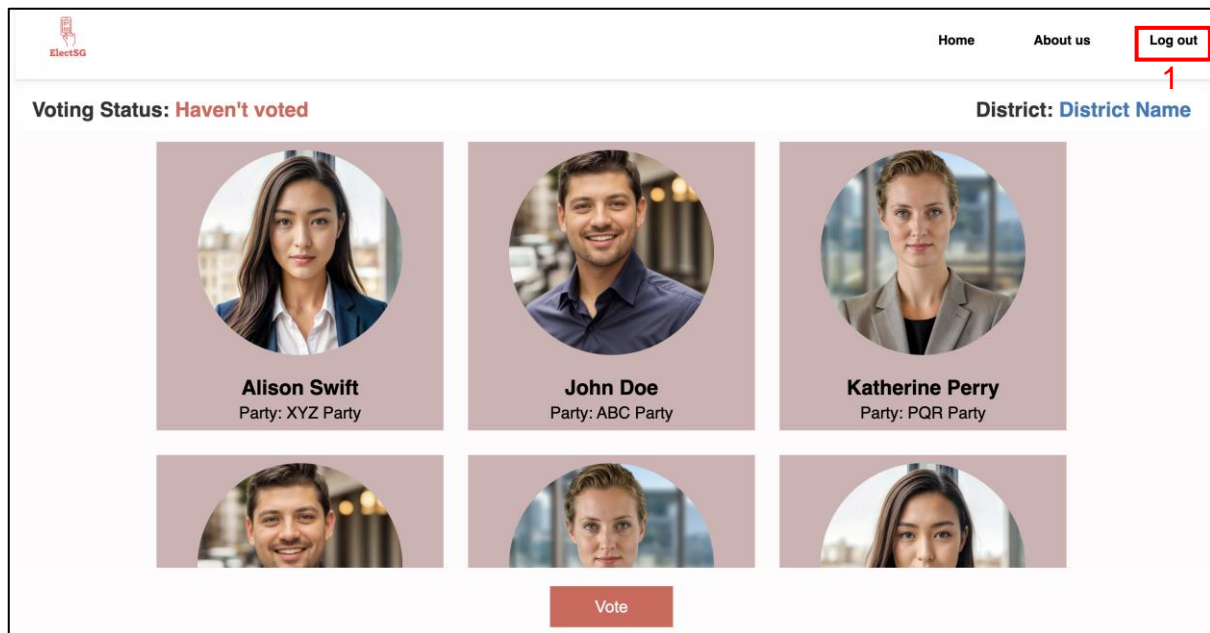 ElectSG
Home About us Log out
1
Voting Status: Haven't voted District: District Name
Alison Swift John Doe Katherine Perry
Party: XYZ Party Party: ABC Party Party: PQR Party
Vote